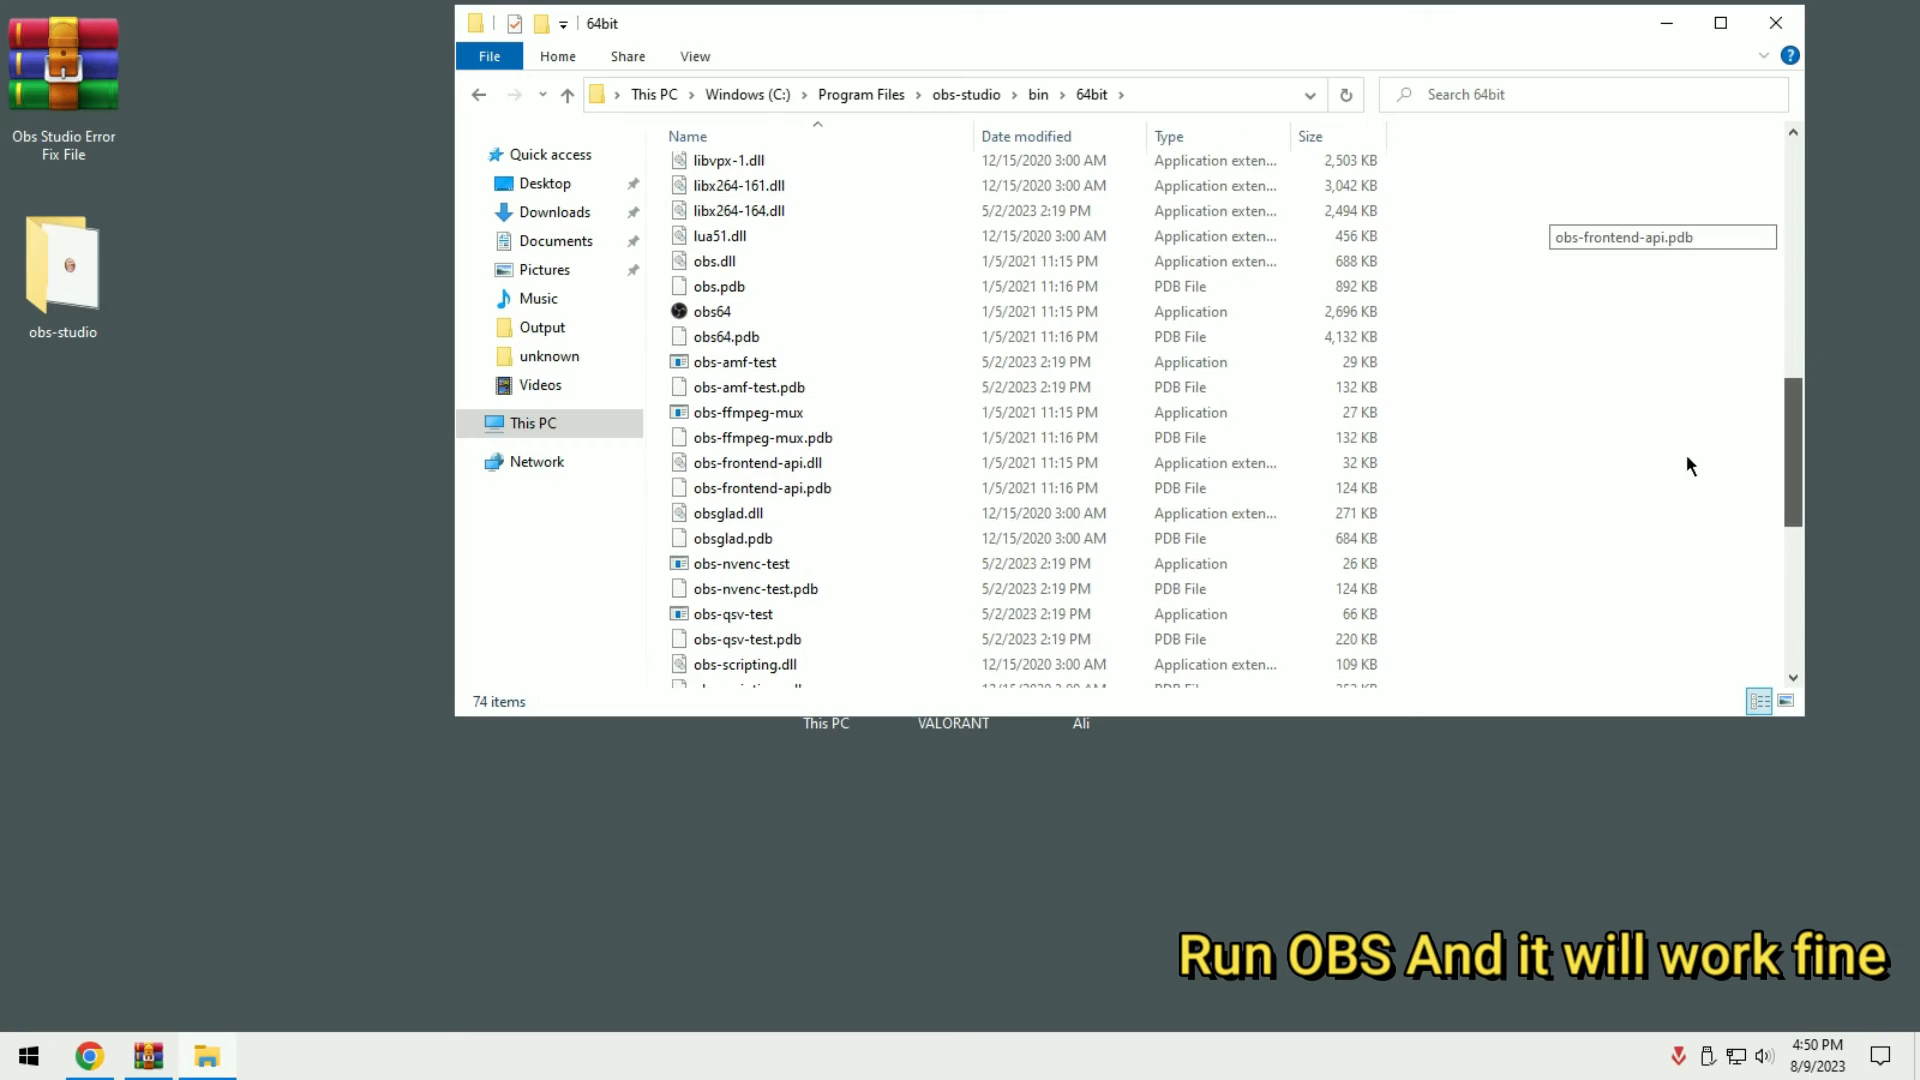 64bit
File Home Share View
This PC Windows (C:) Program Files obs-studio bin 64bit
Search 64bit
Obs Studio Error
Fix File
obs-studio
Quick access
Desktop
Downloads
Documents
Pictures
Music
Output
unknown
Videos
This PC
Network
Name Date modified Type Size
libvpx-1.dll 12/15/2020 3:00 AM Application exten... 2,503 KB
libx264-161.dll 12/15/2020 3:00 AM Application exten... 3,042 KB
libx264-164.dll 5/2/2023 2:19 PM Application exten... 2,494 KB
lua51.dll 12/15/2020 3:00 AM Application exten... 456 KB
obs.dll 1/5/2021 11:15 PM Application exten... 688 KB
obs.pdb 1/5/2021 11:16 PM PDB File 892 KB
obs64 1/5/2021 11:15 PM Application 2,696 KB
obs64.pdb 1/5/2021 11:16 PM PDB File 4,132 KB
obs-amf-test 5/2/2023 2:19 PM Application 29 KB
obs-amf-test.pdb 5/2/2023 2:19 PM PDB File 132 KB
obs-ffmpeg-mux 1/5/2021 11:15 PM Application 27 KB
obs-ffmpeg-mux.pdb 1/5/2021 11:16 PM PDB File 132 KB
obs-frontend-api.dll 1/5/2021 11:15 PM Application exten... 32 KB
obs-frontend-api.pdb 1/5/2021 11:16 PM PDB File 124 KB
obsglad.dll 12/15/2020 3:00 AM Application exten... 271 KB
obsglad.pdb 12/15/2020 3:00 AM PDB File 684 KB
obs-nvenc-test 5/2/2023 2:19 PM Application 26 KB
obs-nvenc-test.pdb 5/2/2023 2:19 PM PDB File 124 KB
obs-qsv-test 5/2/2023 2:19 PM Application 66 KB
obs-qsv-test.pdb 5/2/2023 2:19 PM PDB File 220 KB
obs-scripting.dll 12/15/2020 3:00 AM Application exten... 109 KB
obs-frontend-api.pdb
74 items
This PC VALORANT Ali
Run OBS And it will work fine
4:50 PM
8/9/2023